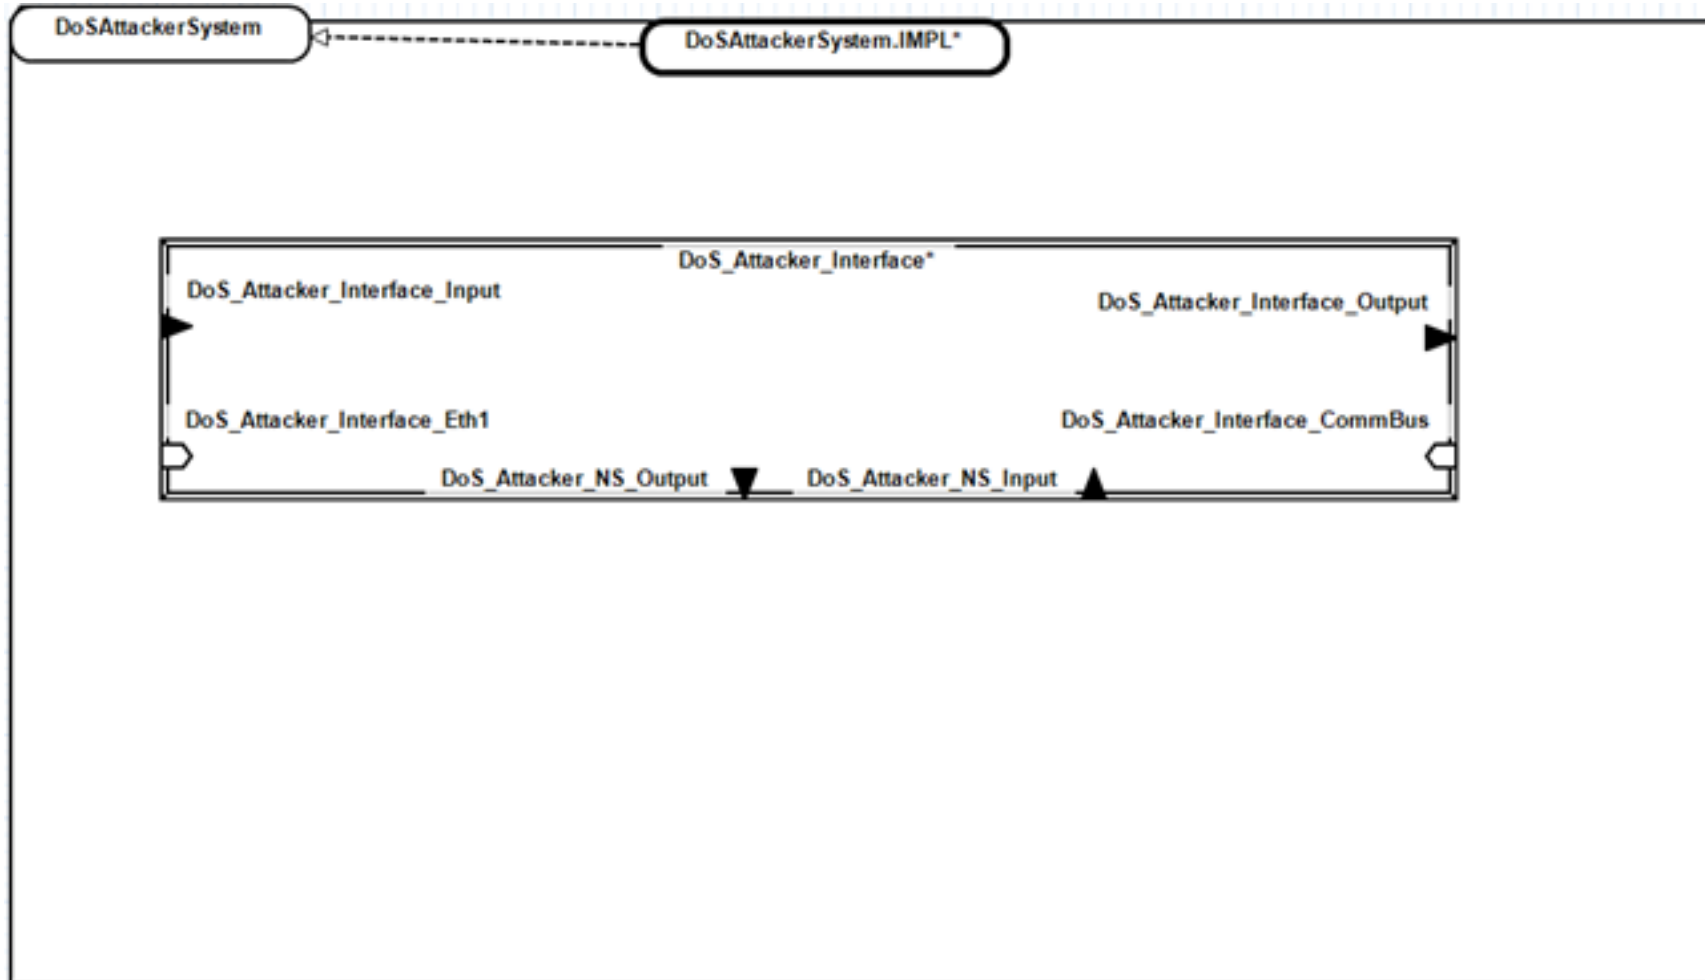 DoSAttackerSystem
DoSAttackerSystem.IMPL*
DoS_Attacker_Interface*
DoS_Attacker_Interface_Input
DoS_Attacker_Interface_Output
DoS_Attacker_Interface_Eth1
DoS_Attacker_Interface_CommBus
DoS_Attacker_NS_Output
DoS_Attacker_NS_Input